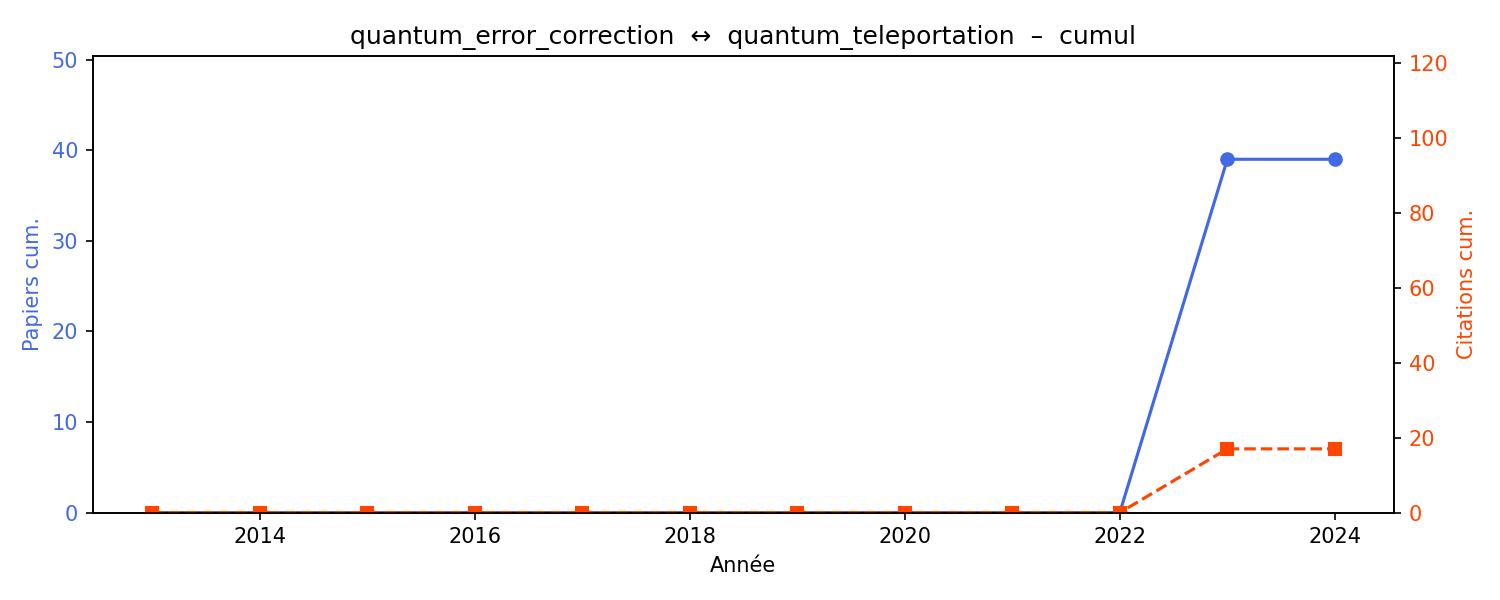 quantum_error_correction ↔ quantum_teleportation – cumul
Papiers cum.
50
40
30
20
10
0
120
100
80
60
40
20
0
Citations cum.
2014 2016 2018 2020 2022 2024
Année